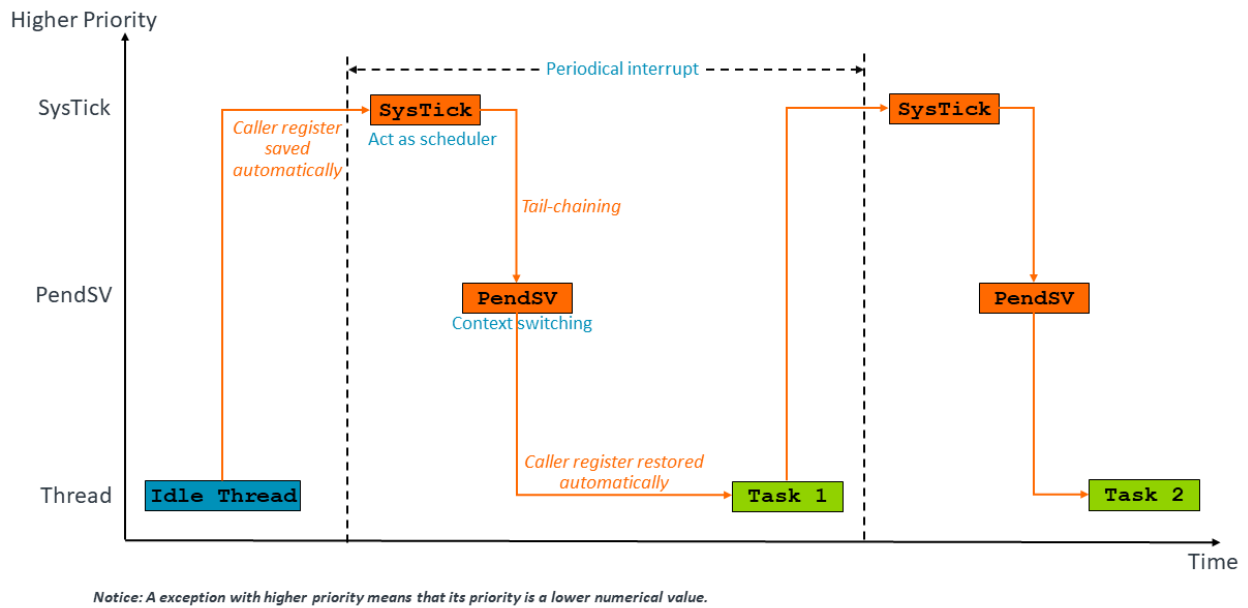 Higher Priority
Periodical interrupt
SysTick
SysTick
SysTick
Caller register
saved
automatically
Act as scheduler
Tail-chaining
PendSV
PendSV
PendSV
Context switching
Caller register restored
automatically
Thread
Idle Thread
Task 1
Task 2
Time
Notice: A exception with higher priority means that its priority is a lower numerical value.